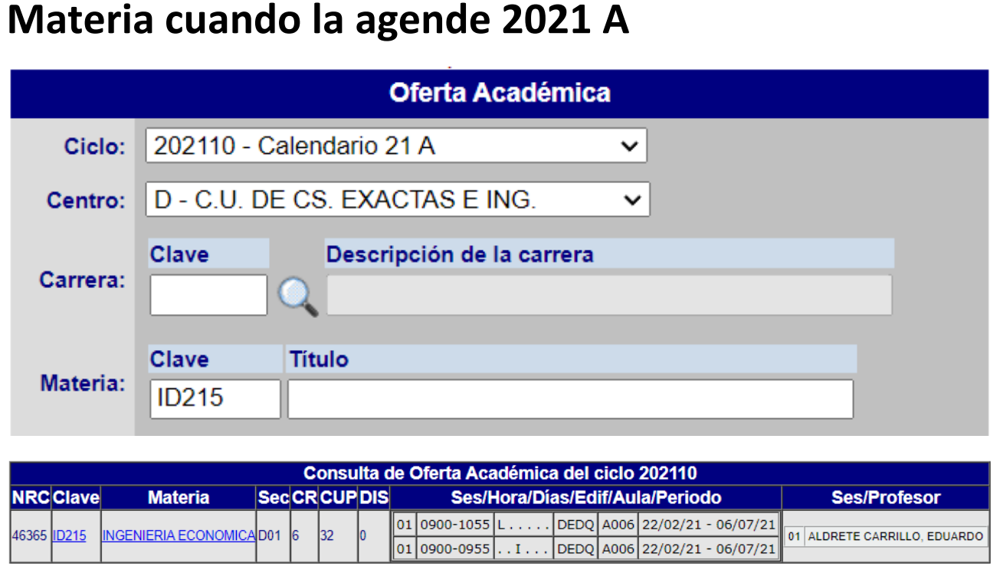 Materia cuando la agende 2021 A
Oferta Académica
Ciclo: 202110 - Calendario 21 A
Centro: D - C.U. DE CS. EXACTAS E ING.
Clave Descripción de la carrera
Carrera:
Clave Título
Materia: ID215
Consulta de Oferta Académica del ciclo 202110
NRC Clave Materia Sec CR CUP DIS Ses/Hora/Días/Edif/Aula/Periodo Ses/Profesor
46365 ID215 INGENIERIA ECONOMICA D01 6 32 0 01 0900-1055 L . . . . . DEDQ A006 22/02/21 - 06/07/21 01 ALDRETE CARRILLO, EDUARDO
01 0900-0955 . . I . . . DEDQ A006 22/02/21 - 06/07/21